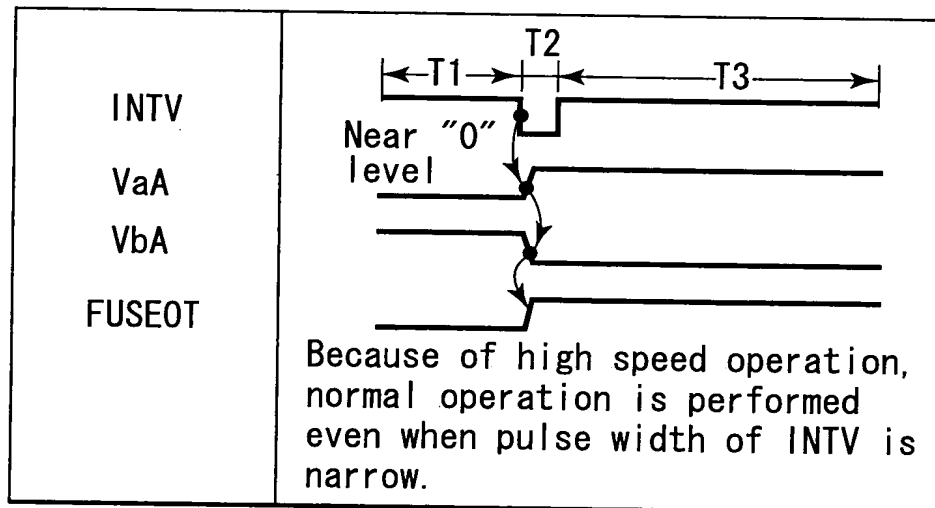 T2
T1
T3
INTV
Near "0"
level
VaA
VbA
FUSEOT
Because of high speed operation,
normal operation is performed
even when pulse width of INTV is
narrow.